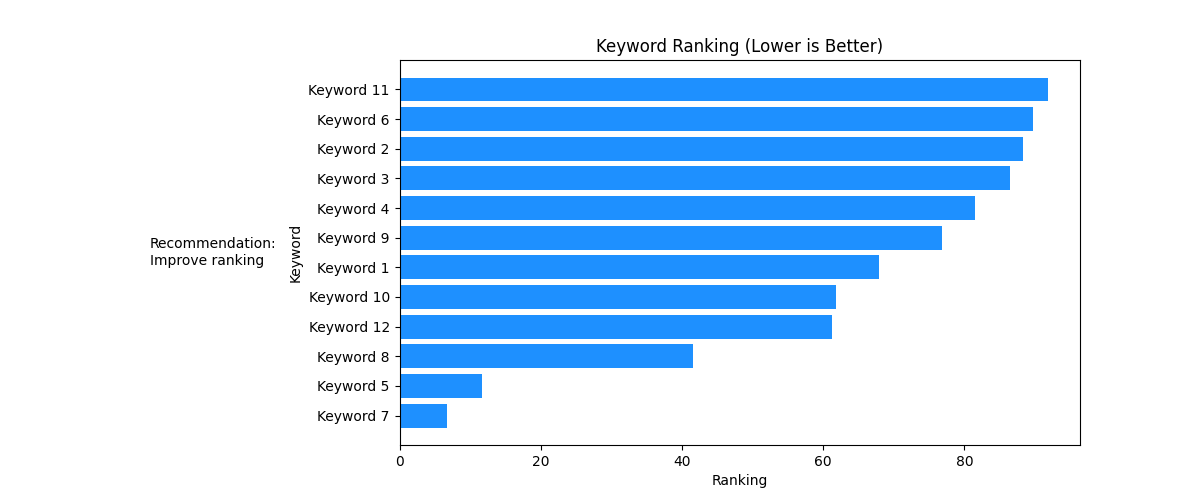 Keyword Ranking (Lower is Better)
Recommendation:
Improve ranking
Keyword
Keyword 11
Keyword 6
Keyword 2
Keyword 3
Keyword 4
Keyword 9
Keyword 1
Keyword 10
Keyword 12
Keyword 8
Keyword 5
Keyword 7
0 20 40 60 80
Ranking